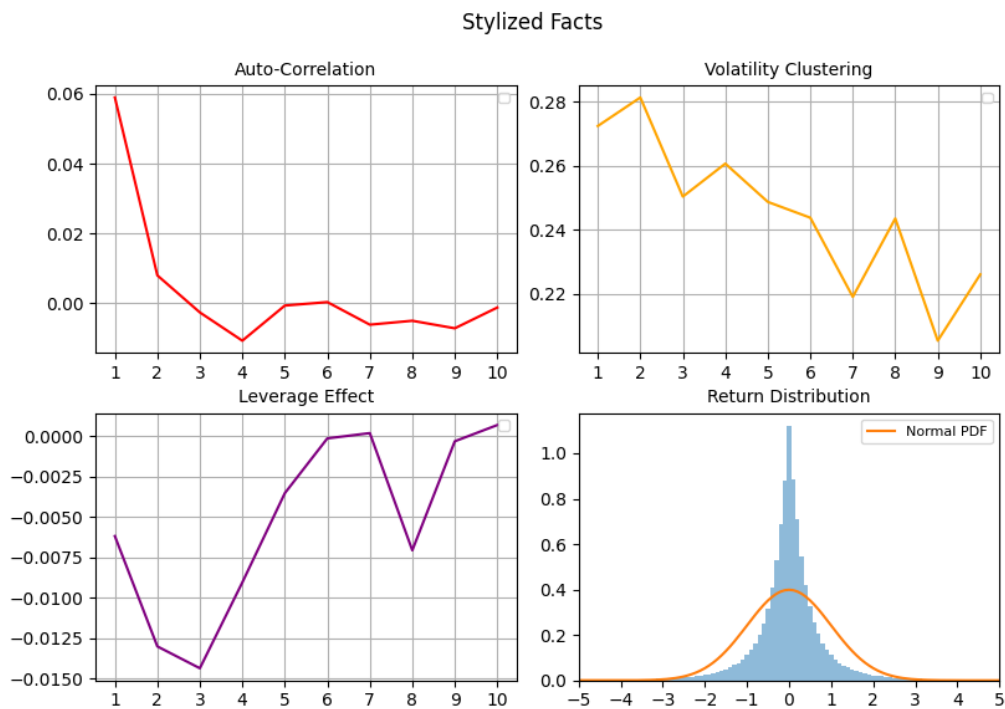 Stylized Facts
Auto-Correlation
0.06
0.04
0.02
0.00
1 2 3 4 5 6 7 8 9 10
Volatility Clustering
0.28
0.26
0.24
0.22
1 2 3 4 5 6 7 8 9 10
Leverage Effect
0.0000
−0.0025
−0.0050
−0.0075
−0.0100
−0.0125
−0.0150
1 2 3 4 5 6 7 8 9 10
Return Distribution
Normal PDF
1.0
0.8
0.6
0.4
0.2
0.0
−5 −4 −3 −2 −1 0 1 2 3 4 5